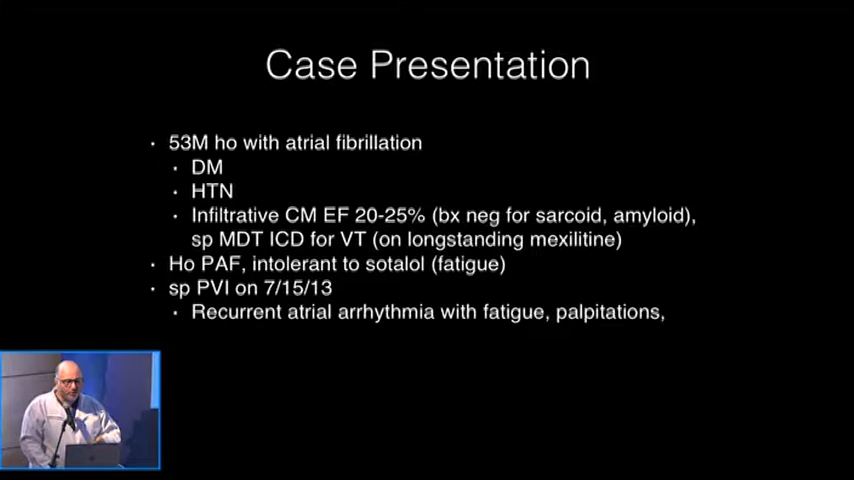 Case Presentation
• 53M ho with atrial fibrillation
• DM
• HTN
• Infiltrative CM EF 20-25% (bx neg for sarcoid, amyloid),
sp MDT ICD for VT (on longstanding mexilitine)
• Ho PAF, intolerant to sotalol (fatigue)
• sp PVI on 7/15/13
• Recurrent atrial arrhythmia with fatigue, palpitations,